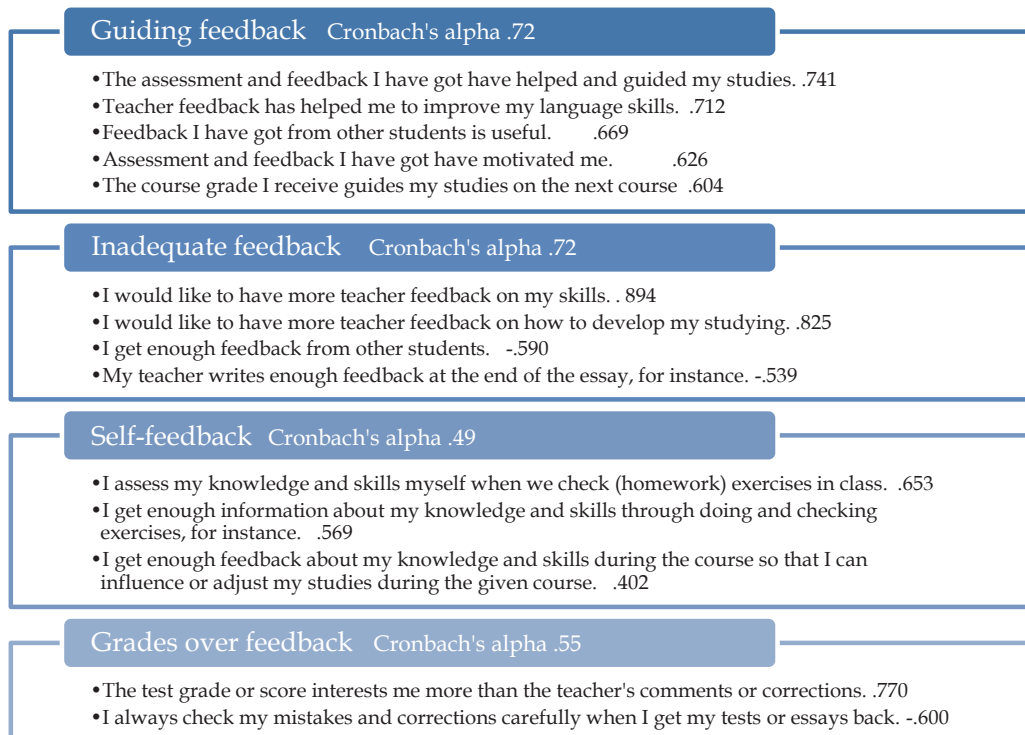 Guiding feedback Cronbach's alpha .72
•The assessment and feedback I have got have helped and guided my studies. .741
•Teacher feedback has helped me to improve my language skills. .712
•Feedback I have got from other students is useful. .669
•Assessment and feedback I have got have motivated me. .626
•The course grade I receive guides my studies on the next course .604
Inadequate feedback Cronbach's alpha .72
•I would like to have more teacher feedback on my skills. . 894
•I would like to have more teacher feedback on how to develop my studying. .825
•I get enough feedback from other students. -.590
•My teacher writes enough feedback at the end of the essay, for instance. -.539
Self-feedback Cronbach's alpha .49
•I assess my knowledge and skills myself when we check (homework) exercises in class. .653
•I get enough information about my knowledge and skills through doing and checking
exercises, for instance. .569
•I get enough feedback about my knowledge and skills during the course so that I can
influence or adjust my studies during the given course. .402
Grades over feedback Cronbach's alpha .55
•The test grade or score interests me more than the teacher's comments or corrections. .770
•I always check my mistakes and corrections carefully when I get my tests or essays back. -.600